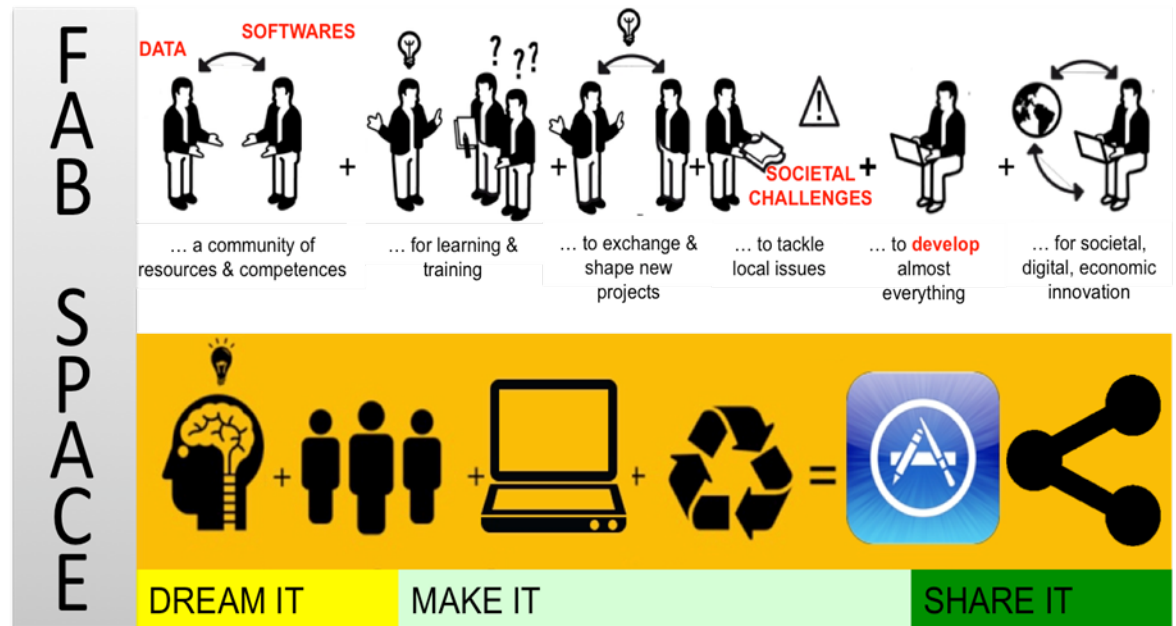 FAB SPACE
DATA
SOFTWARES
? ? ?
+ + + + +
SOCIETAL
CHALLENGES
… a community of
resources & competences
… for learning &
training
… to exchange &
shape new
projects
… to tackle
local issues
… to develop
almost
everything
… for societal,
digital, economic
innovation
+ + + =
DREAM IT
MAKE IT
SHARE IT